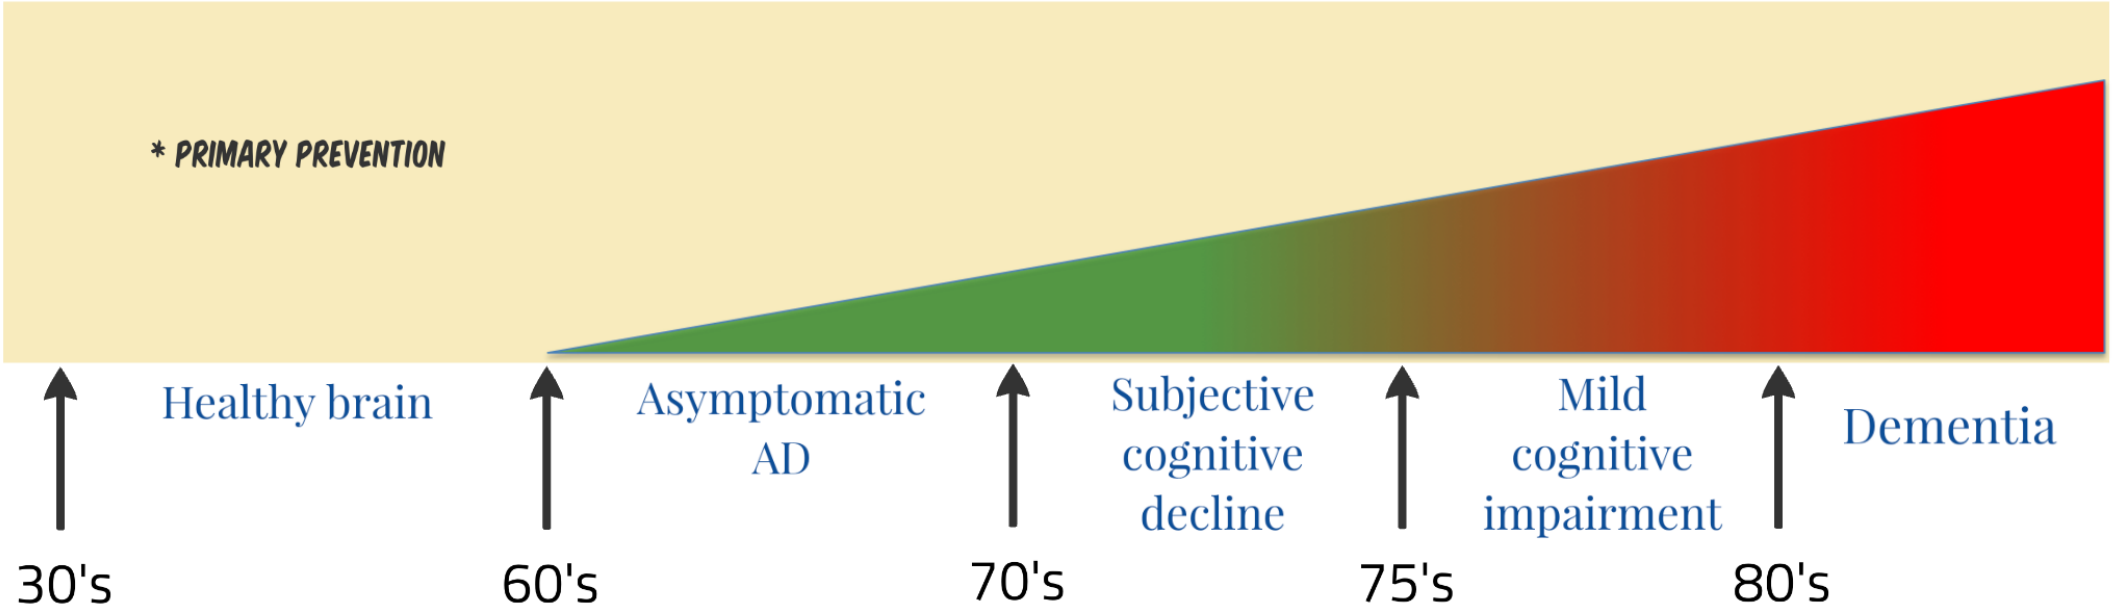 * PRIMARY PREVENTION
Healthy brain
Asymptomatic
AD
Subjective
cognitive
decline
Mild
cognitive
impairment
Dementia
30's
60's
70's
75's
80's